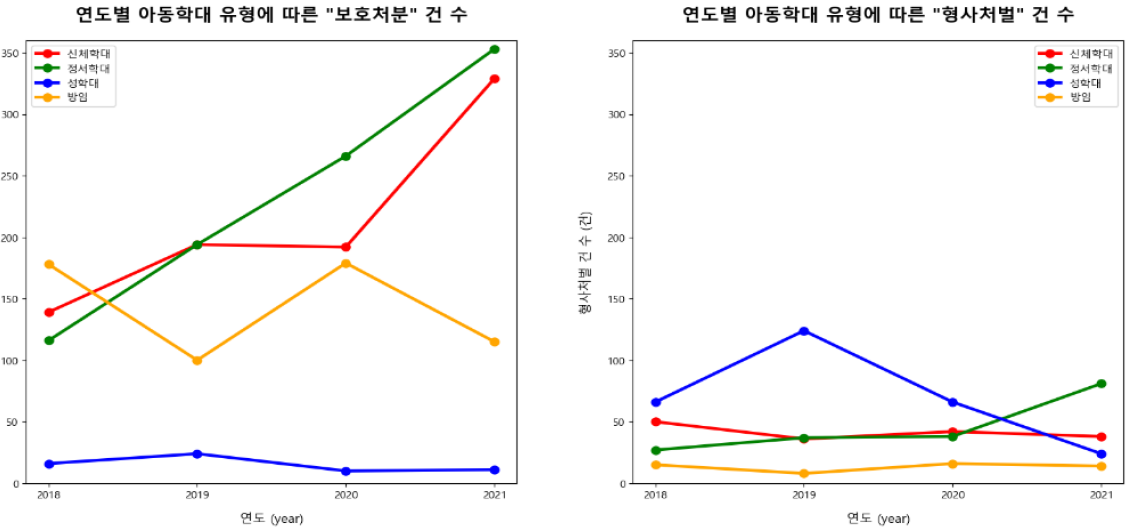 연도별 아동학대 유형에 따른 "보호처분" 건 수
신체학대
정서학대
성학대
방임
350
300
250
200
150
100
50
0
2018 2019 2020 2021
연도 (year)
연도별 아동학대 유형에 따른 "형사처벌" 건 수
신체학대
정서학대
성학대
방임
형사처벌 건 수 (건)
350
300
250
200
150
100
50
0
2018 2019 2020 2021
연도 (year)